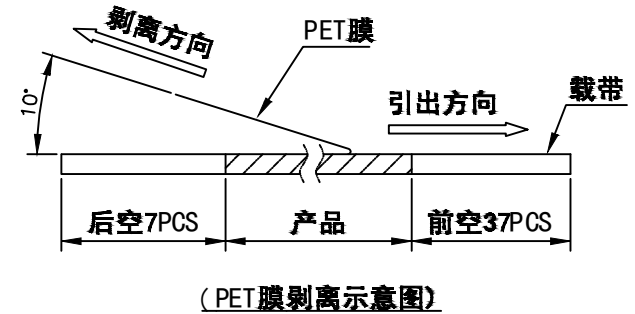 剥离方向
PET膜
10°
引出方向
载带
后空7PCS
产品
前空37PCS
(PET膜剥离示意图)